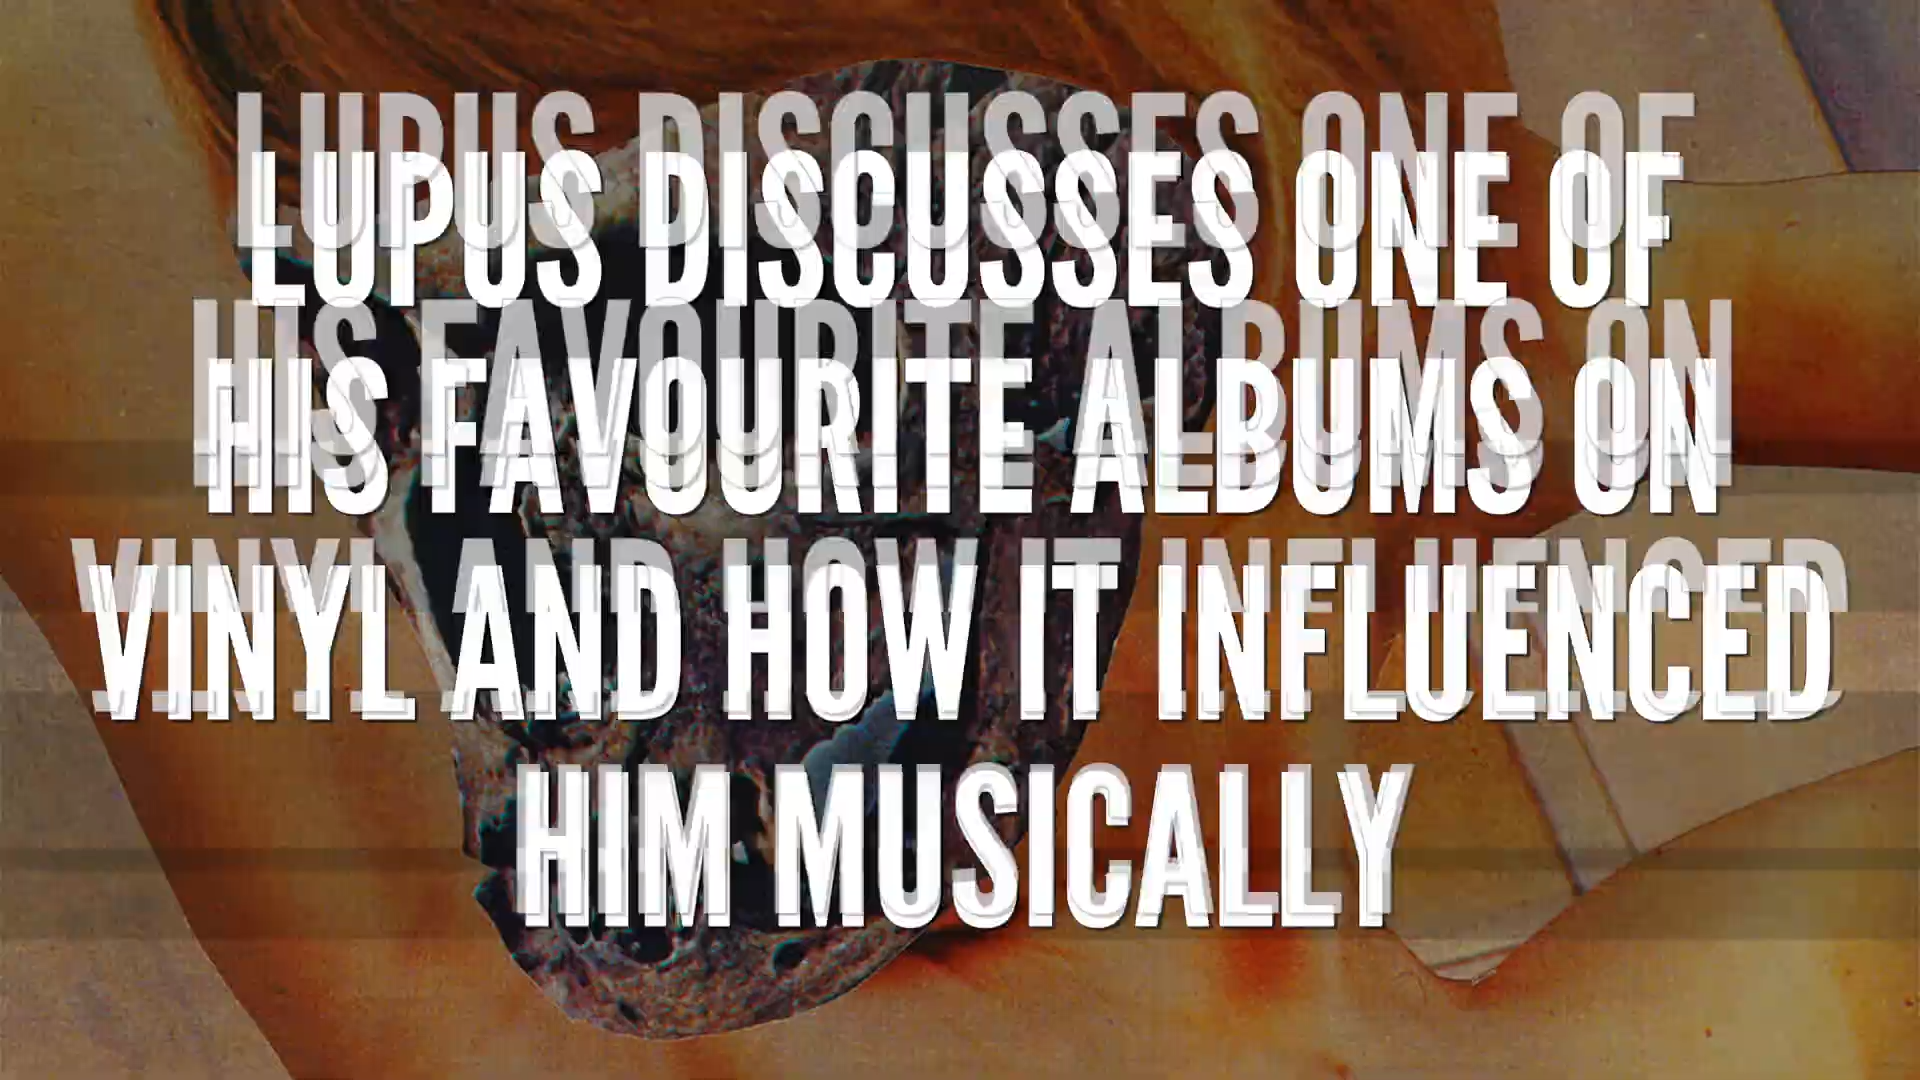 LUPUS DISCUSSES ONE OF
HIS FAVOURITE ALBUMS ON
VINYL AND HOW IT INFLUENCED
HIM MUSICALLY